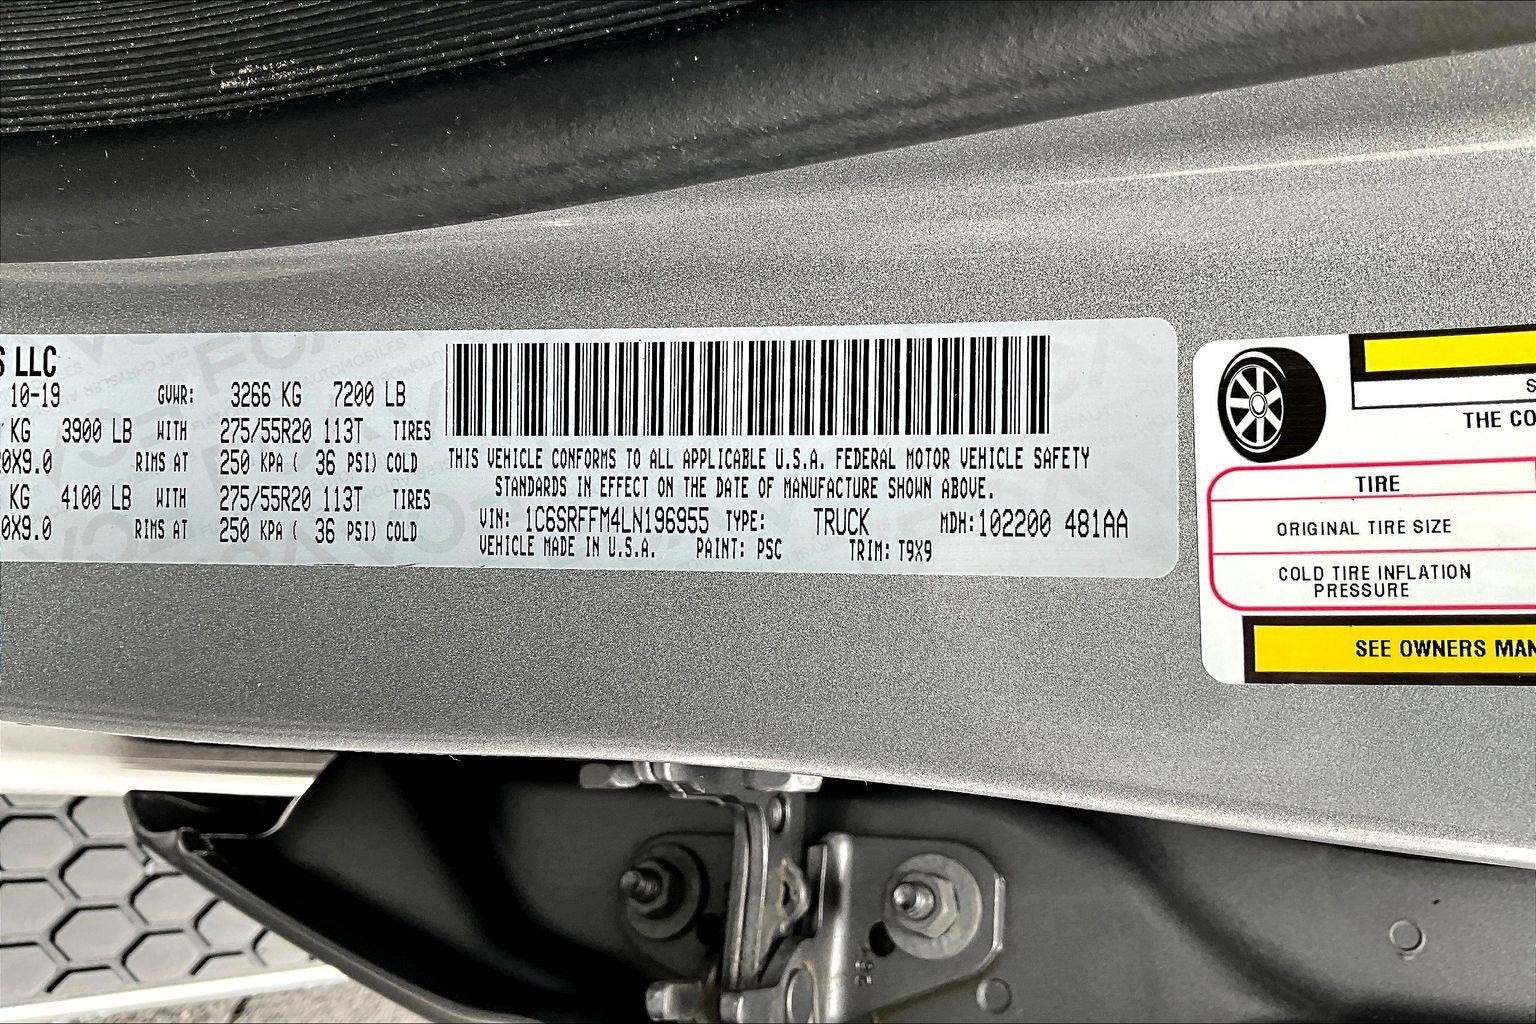 S LLC
10-19 GVWR: 3266 KG 7200 LB
KG 3900 LB WITH 275/55R20 113T TIRES
0X9.0 RIMS AT 250 KPA ( 36 PSI) COLD
KG 4100 LB WITH 275/55R20 113T TIRES
0X9.0 RIMS AT 250 KPA ( 36 PSI) COLD
THIS VEHICLE CONFORMS TO ALL APPLICABLE U.S.A. FEDERAL MOTOR VEHICLE SAFETY
STANDARDS IN EFFECT ON THE DATE OF MANUFACTURE SHOWN ABOVE.
VIN: 1C6SRFFM4LN196955 TYPE: TRUCK MDH: 102200 481AA
VEHICLE MADE IN U.S.A. PAINT: PSC TRIM: T9X9
S
THE CO
TIRE
ORIGINAL TIRE SIZE
COLD TIRE INFLATION
PRESSURE
SEE OWNERS MAN